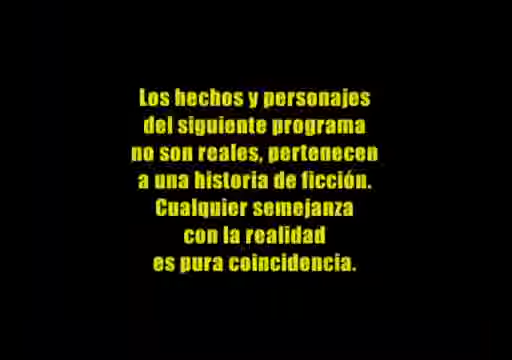 Los hechos y personajes
del siguiente programa
no son reales, pertenecen
a una historia de ficción.
Cualquier semejanza
con la realidad
es pura coincidencia.